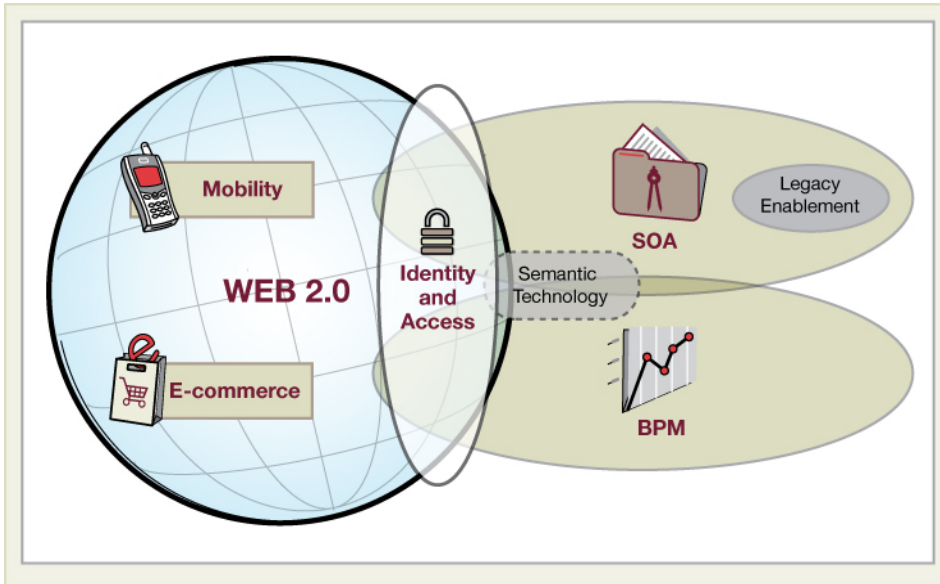 Mobility
WEB 2.0
E-commerce
Identity
and
Access
Semantic
Technology
SOA
Legacy
Enablement
BPM